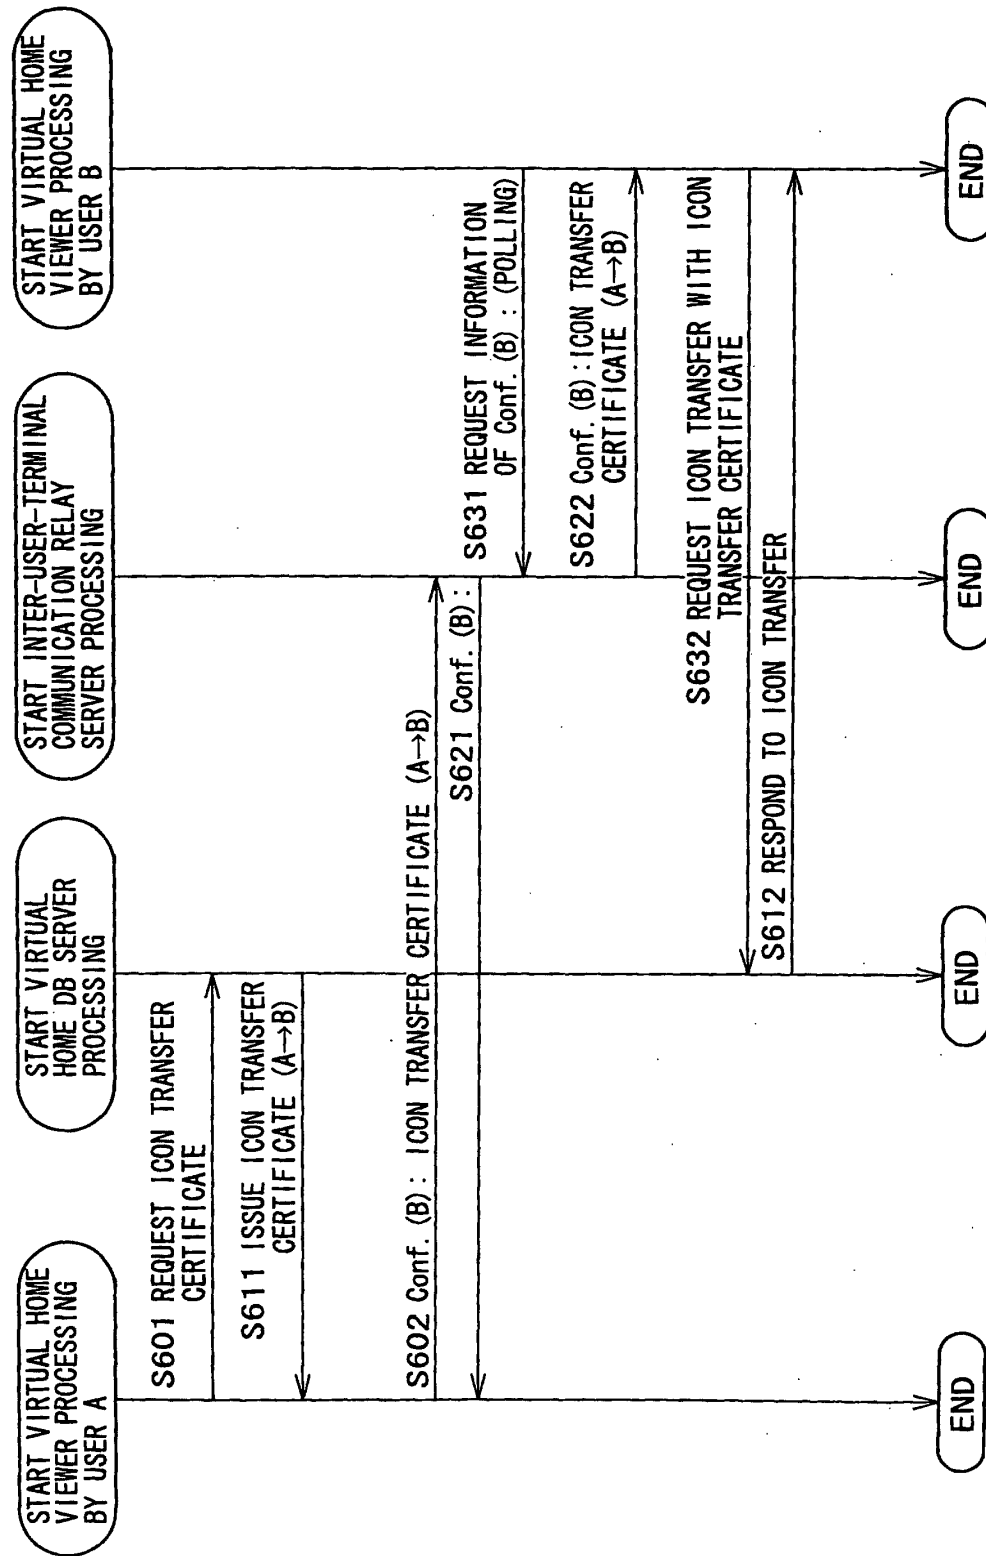 START VIRTUAL HOME
VIEWER PROCESSING
BY USER A
START VIRTUAL
HOME DB SERVER
PROCESSING
START INTER-USER-TERMINAL
COMMUNICATION RELAY
SERVER PROCESSING
START VIRTUAL HOME
VIEWER PROCESSING
BY USER B
S601 REQUEST ICON TRANSFER
CERTIFICATE
S611 ISSUE ICON TRANSFER
CERTIFICATE (A→B)
S602 Conf. (B) : ICON TRANSFER CERTIFICATE (A→B)
S621 Conf. (B) :
S631 REQUEST INFORMATION
OF Conf. (B) : (POLLING)
S622 Conf. (B) : ICON TRANSFER
CERTIFICATE (A→B)
S632 REQUEST ICON TRANSFER WITH ICON
TRANSFER CERTIFICATE
S612 RESPOND TO ICON TRANSFER
END
END
END
END